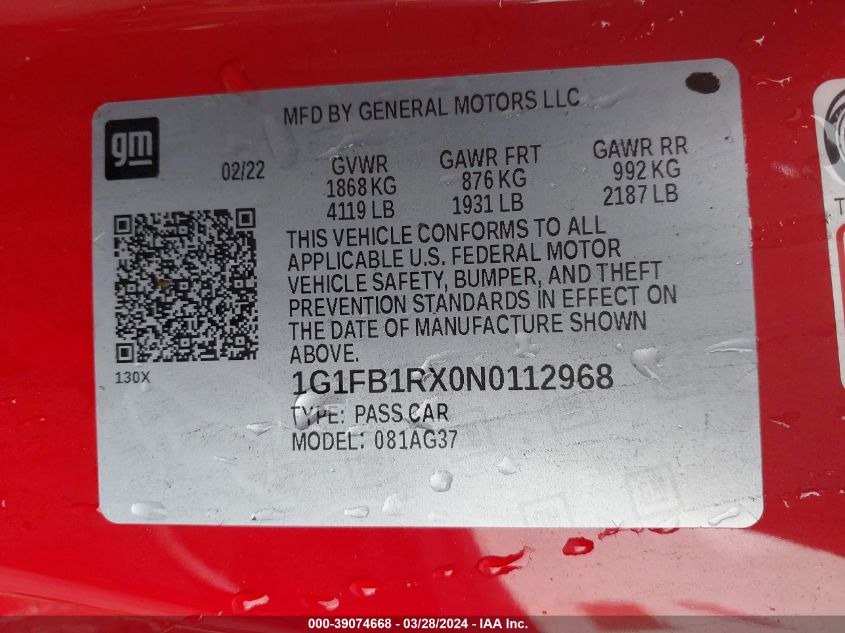 MFD BY GENERAL MOTORS LLC
gm
02/22
GVWR
1868 KG
4119 LB
GAWR FRT
876 KG
1931 LB
GAWR RR
992 KG
2187 LB
THIS VEHICLE CONFORMS TO ALL
APPLICABLE U.S. FEDERAL MOTOR
VEHICLE SAFETY, BUMPER, AND THEFT
PREVENTION STANDARDS IN EFFECT ON
THE DATE OF MANUFACTURE SHOWN
ABOVE.
130X
1G1FB1RX0N0112968
TYPE: PASS CAR
MODEL: 081AG37
T
000-39074668 - 03/28/2024 - IAA Inc.